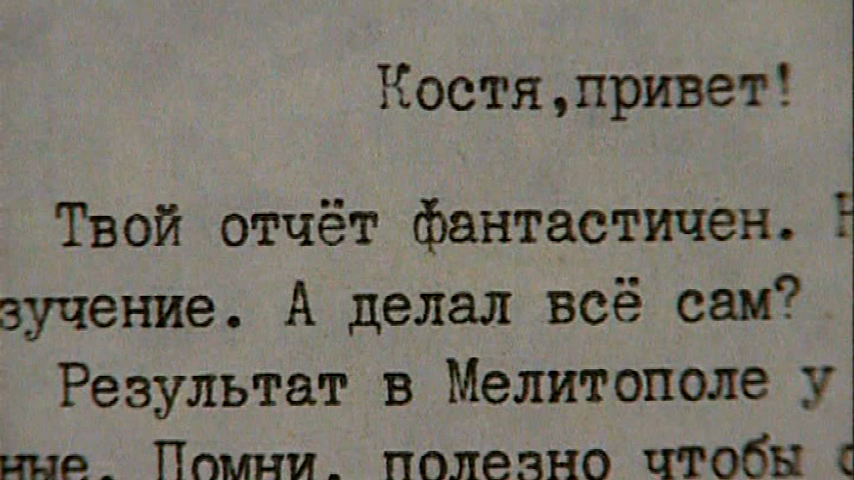 Костя,привет!
Твой отчёт фантастичен.
зучение. А делал всё сам?
Результат в Мелитополе у
ные. Помни, полезно чтобы